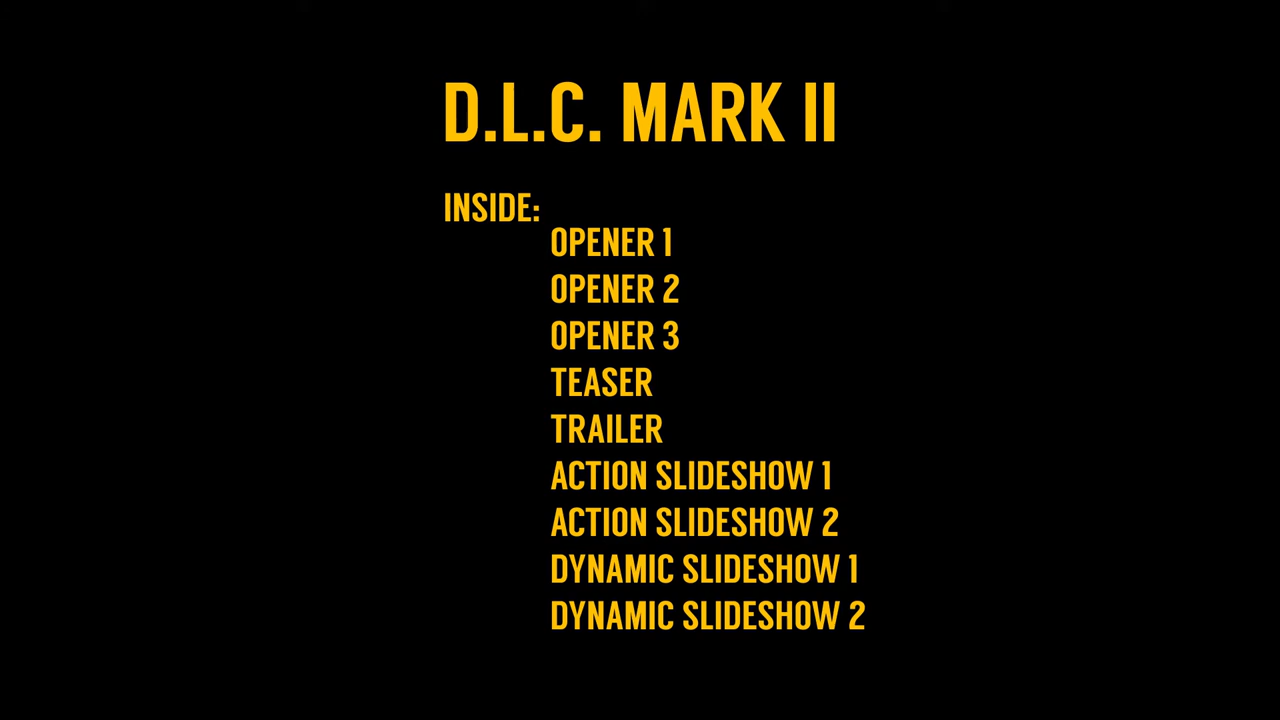 D.L.C. MARK II
INSIDE:
OPENER 1
OPENER 2
OPENER 3
TEASER
TRAILER
ACTION SLIDESHOW 1
ACTION SLIDESHOW 2
DYNAMIC SLIDESHOW 1
DYNAMIC SLIDESHOW 2